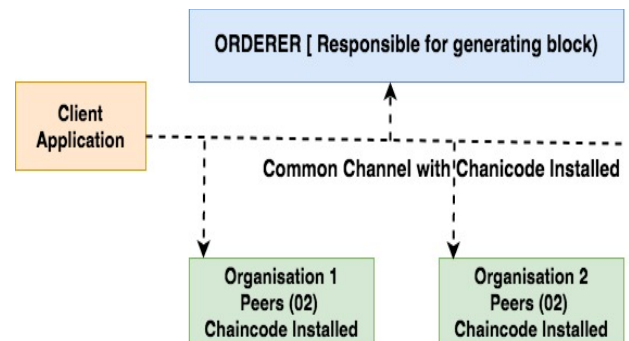 ORDERER [ Responsible for generating block)
Client
Application
Common Channel with Chanicode Installed
Organisation 1
Peers (02)
Chaincode Installed
Organisation 2
Peers (02)
Chaincode Installed